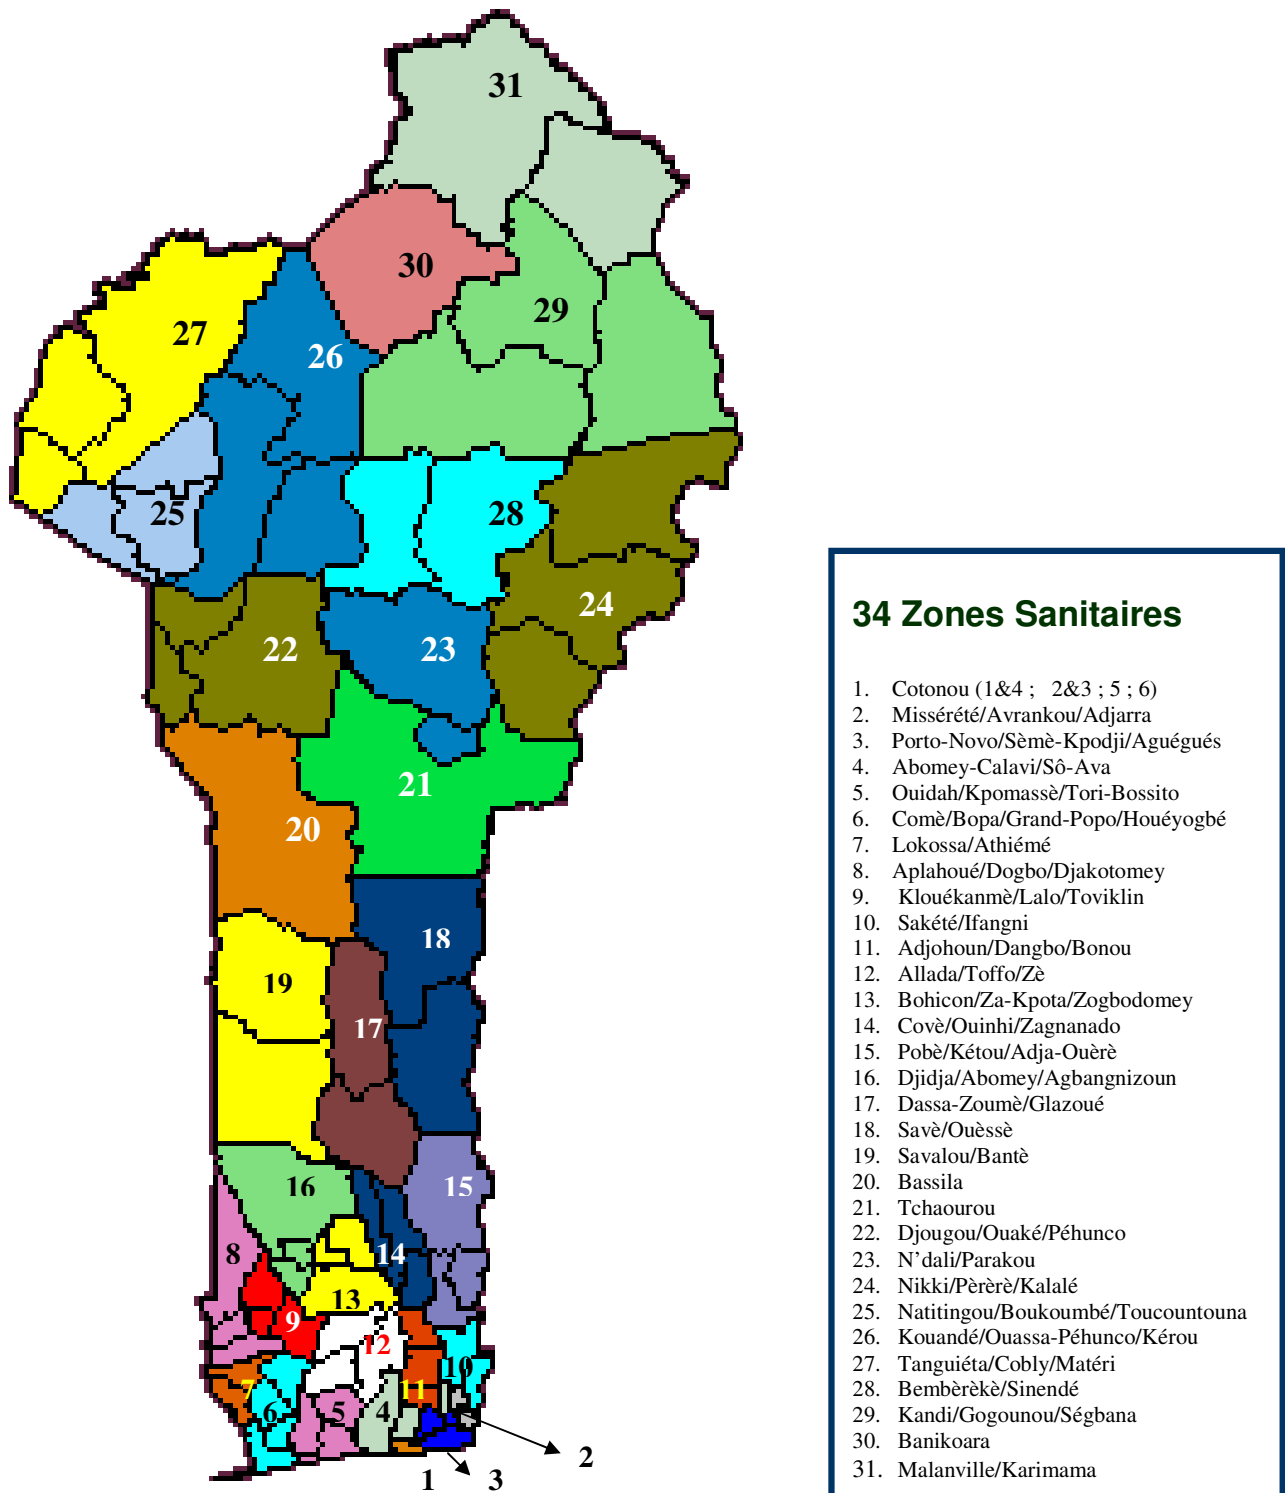 31
30
29
27
26
28
25
24
22
23
21
20
18
19
17
16
15
8
14
13
9
12
10
7
11
6
5
4
2
1
3
34 Zones Sanitaires
1. Cotonou (1&4 ; 2&3 ; 5 ; 6)
2. Missérété/Avrankou/Adjarra
3. Porto-Novo/Sèmè-Kpodji/Aguégués
4. Abomey-Calavi/Sô-Ava
5. Ouidah/Kpomassè/Tori-Bossito
6. Comè/Bopa/Grand-Popo/Houéyogbé
7. Lokossa/Athiémé
8. Aplahoué/Dogbo/Djakotomey
9. Klouékanmè/Lalo/Toviklin
10. Sakété/Ifangni
11. Adjohoun/Dangbo/Bonou
12. Allada/Toffo/Zè
13. Bohicon/Za-Kpota/Zogbodomey
14. Covè/Ouinhi/Zagnanado
15. Pobè/Kétou/Adja-Ouèrè
16. Djidja/Abomey/Agbangnizoun
17. Dassa-Zoumè/Glazoué
18. Savè/Ouèssè
19. Savalou/Bantè
20. Bassila
21. Tchaourou
22. Djougou/Ouaké/Péhunco
23. N'dali/Parakou
24. Nikki/Pèrèrè/Kalalé
25. Natitingou/Boukoumbé/Toucountouna
26. Kouandé/Ouassa-Péhunco/Kérou
27. Tanguiéta/Cobly/Matéri
28. Bembèrèkè/Sinendé
29. Kandi/Gogounou/Ségbana
30. Banikoara
31. Malanville/Karimama